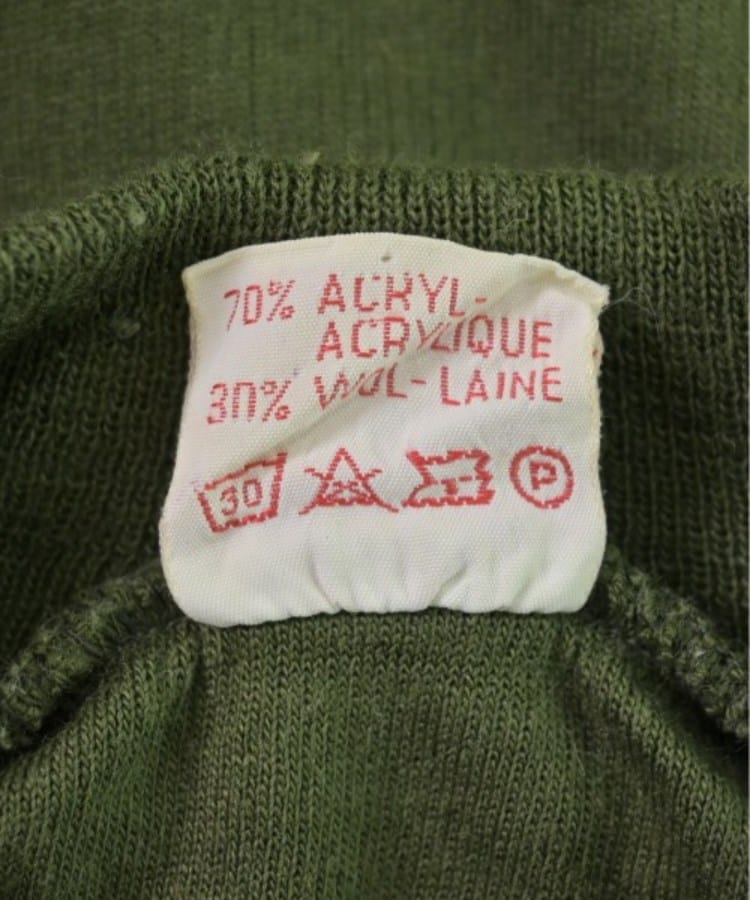 70% ACRYL-
ACRYLIQUE
30% WOL-LAINE
30 P